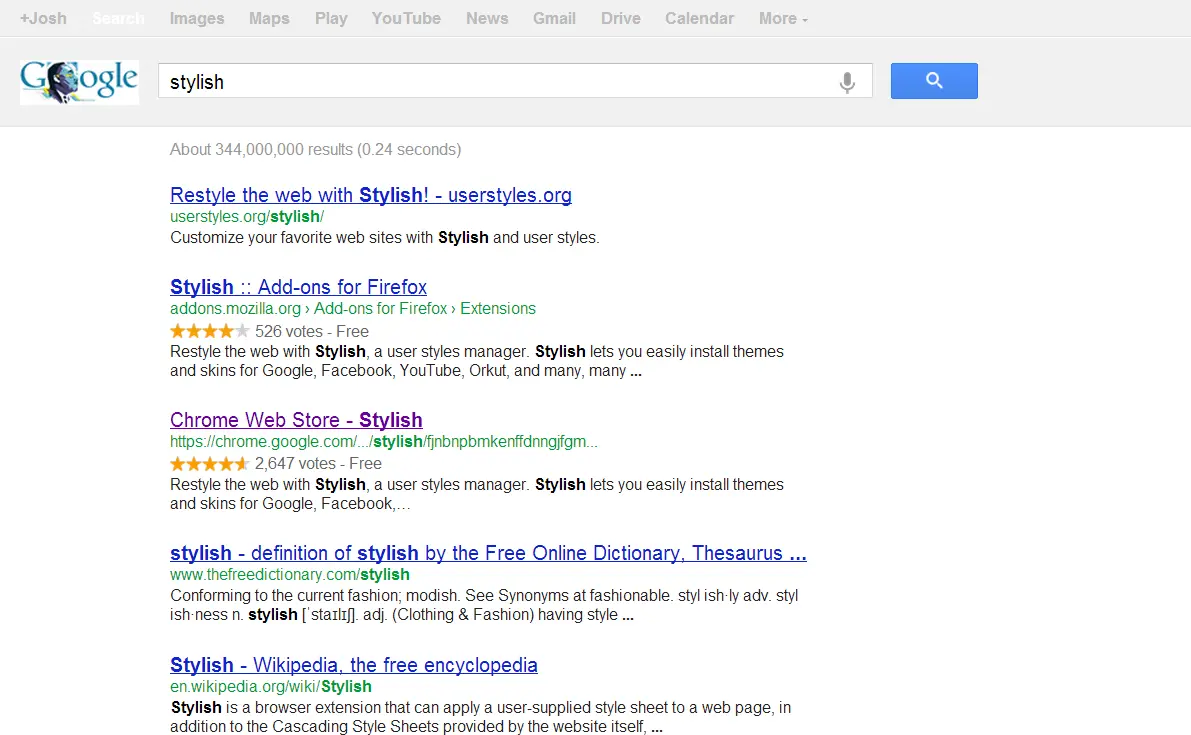 +Josh Search Images Maps Play YouTube News Gmail Drive Calendar More
Google stylish
About 344,000,000 results (0.24 seconds)
Restyle the web with Stylish! - userstyles.org
userstyles.org/stylish/
Customize your favorite web sites with Stylish and user styles.
Stylish :: Add-ons for Firefox
addons.mozilla.org › Add-ons for Firefox › Extensions
526 votes - Free
Restyle the web with Stylish, a user styles manager. Stylish lets you easily install themes
and skins for Google, Facebook, YouTube, Orkut, and many, many ...
Chrome Web Store - Stylish
https://chrome.google.com/.../stylish/fjnbnpbmkenffdnngjfgm...
2,647 votes - Free
Restyle the web with Stylish, a user styles manager. Stylish lets you easily install themes
and skins for Google, Facebook,…
stylish - definition of stylish by the Free Online Dictionary, Thesaurus ...
www.thefreedictionary.com/stylish
Conforming to the current fashion; modish. See Synonyms at fashionable. styl ish·ly adv. styl
ish·ness n. stylish [ˈstaɪlɪʃ]. adj. (Clothing & Fashion) having style ...
Stylish - Wikipedia, the free encyclopedia
en.wikipedia.org/wiki/Stylish
Stylish is a browser extension that can apply a user-supplied style sheet to a web page, in
addition to the Cascading Style Sheets provided by the website itself, ...